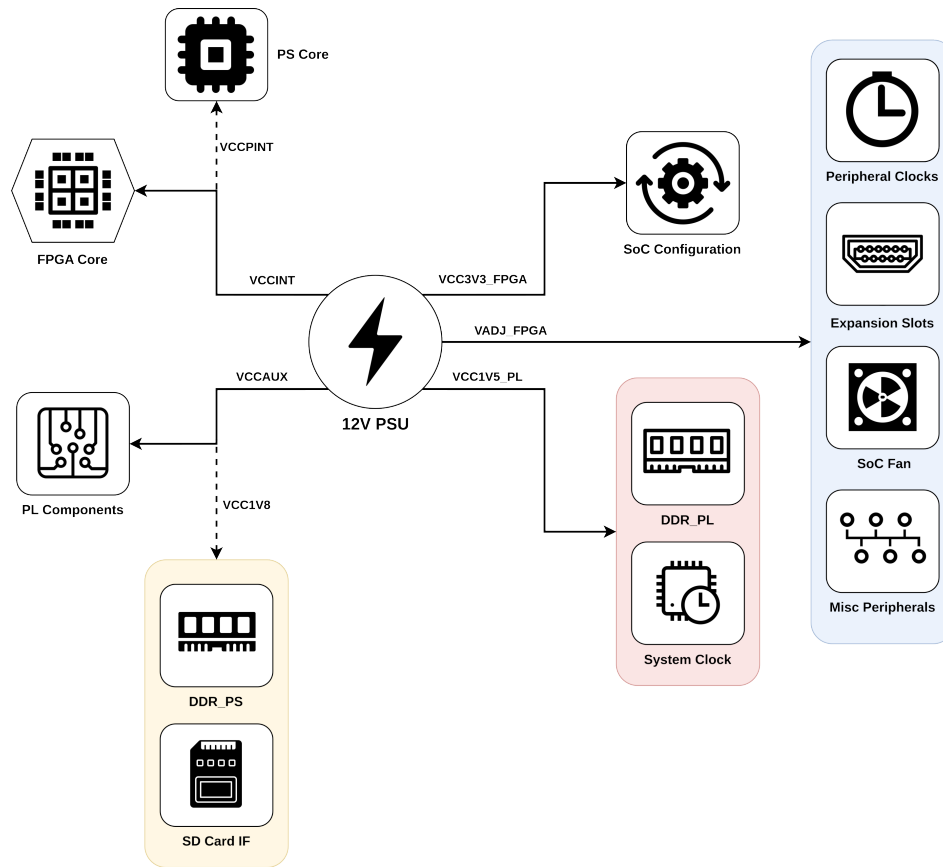 PS Core
VCCPINT
FPGA Core
VCCINT
VCC3V3_FPGA
SoC Configuration
Peripheral Clocks
VADJ_FPGA
Expansion Slots
VCCAUX
VCC1V5_PL
12V PSU
PL Components
VCC1V8
DDR_PL
SoC Fan
System Clock
Misc Peripherals
DDR_PS
SD Card IF